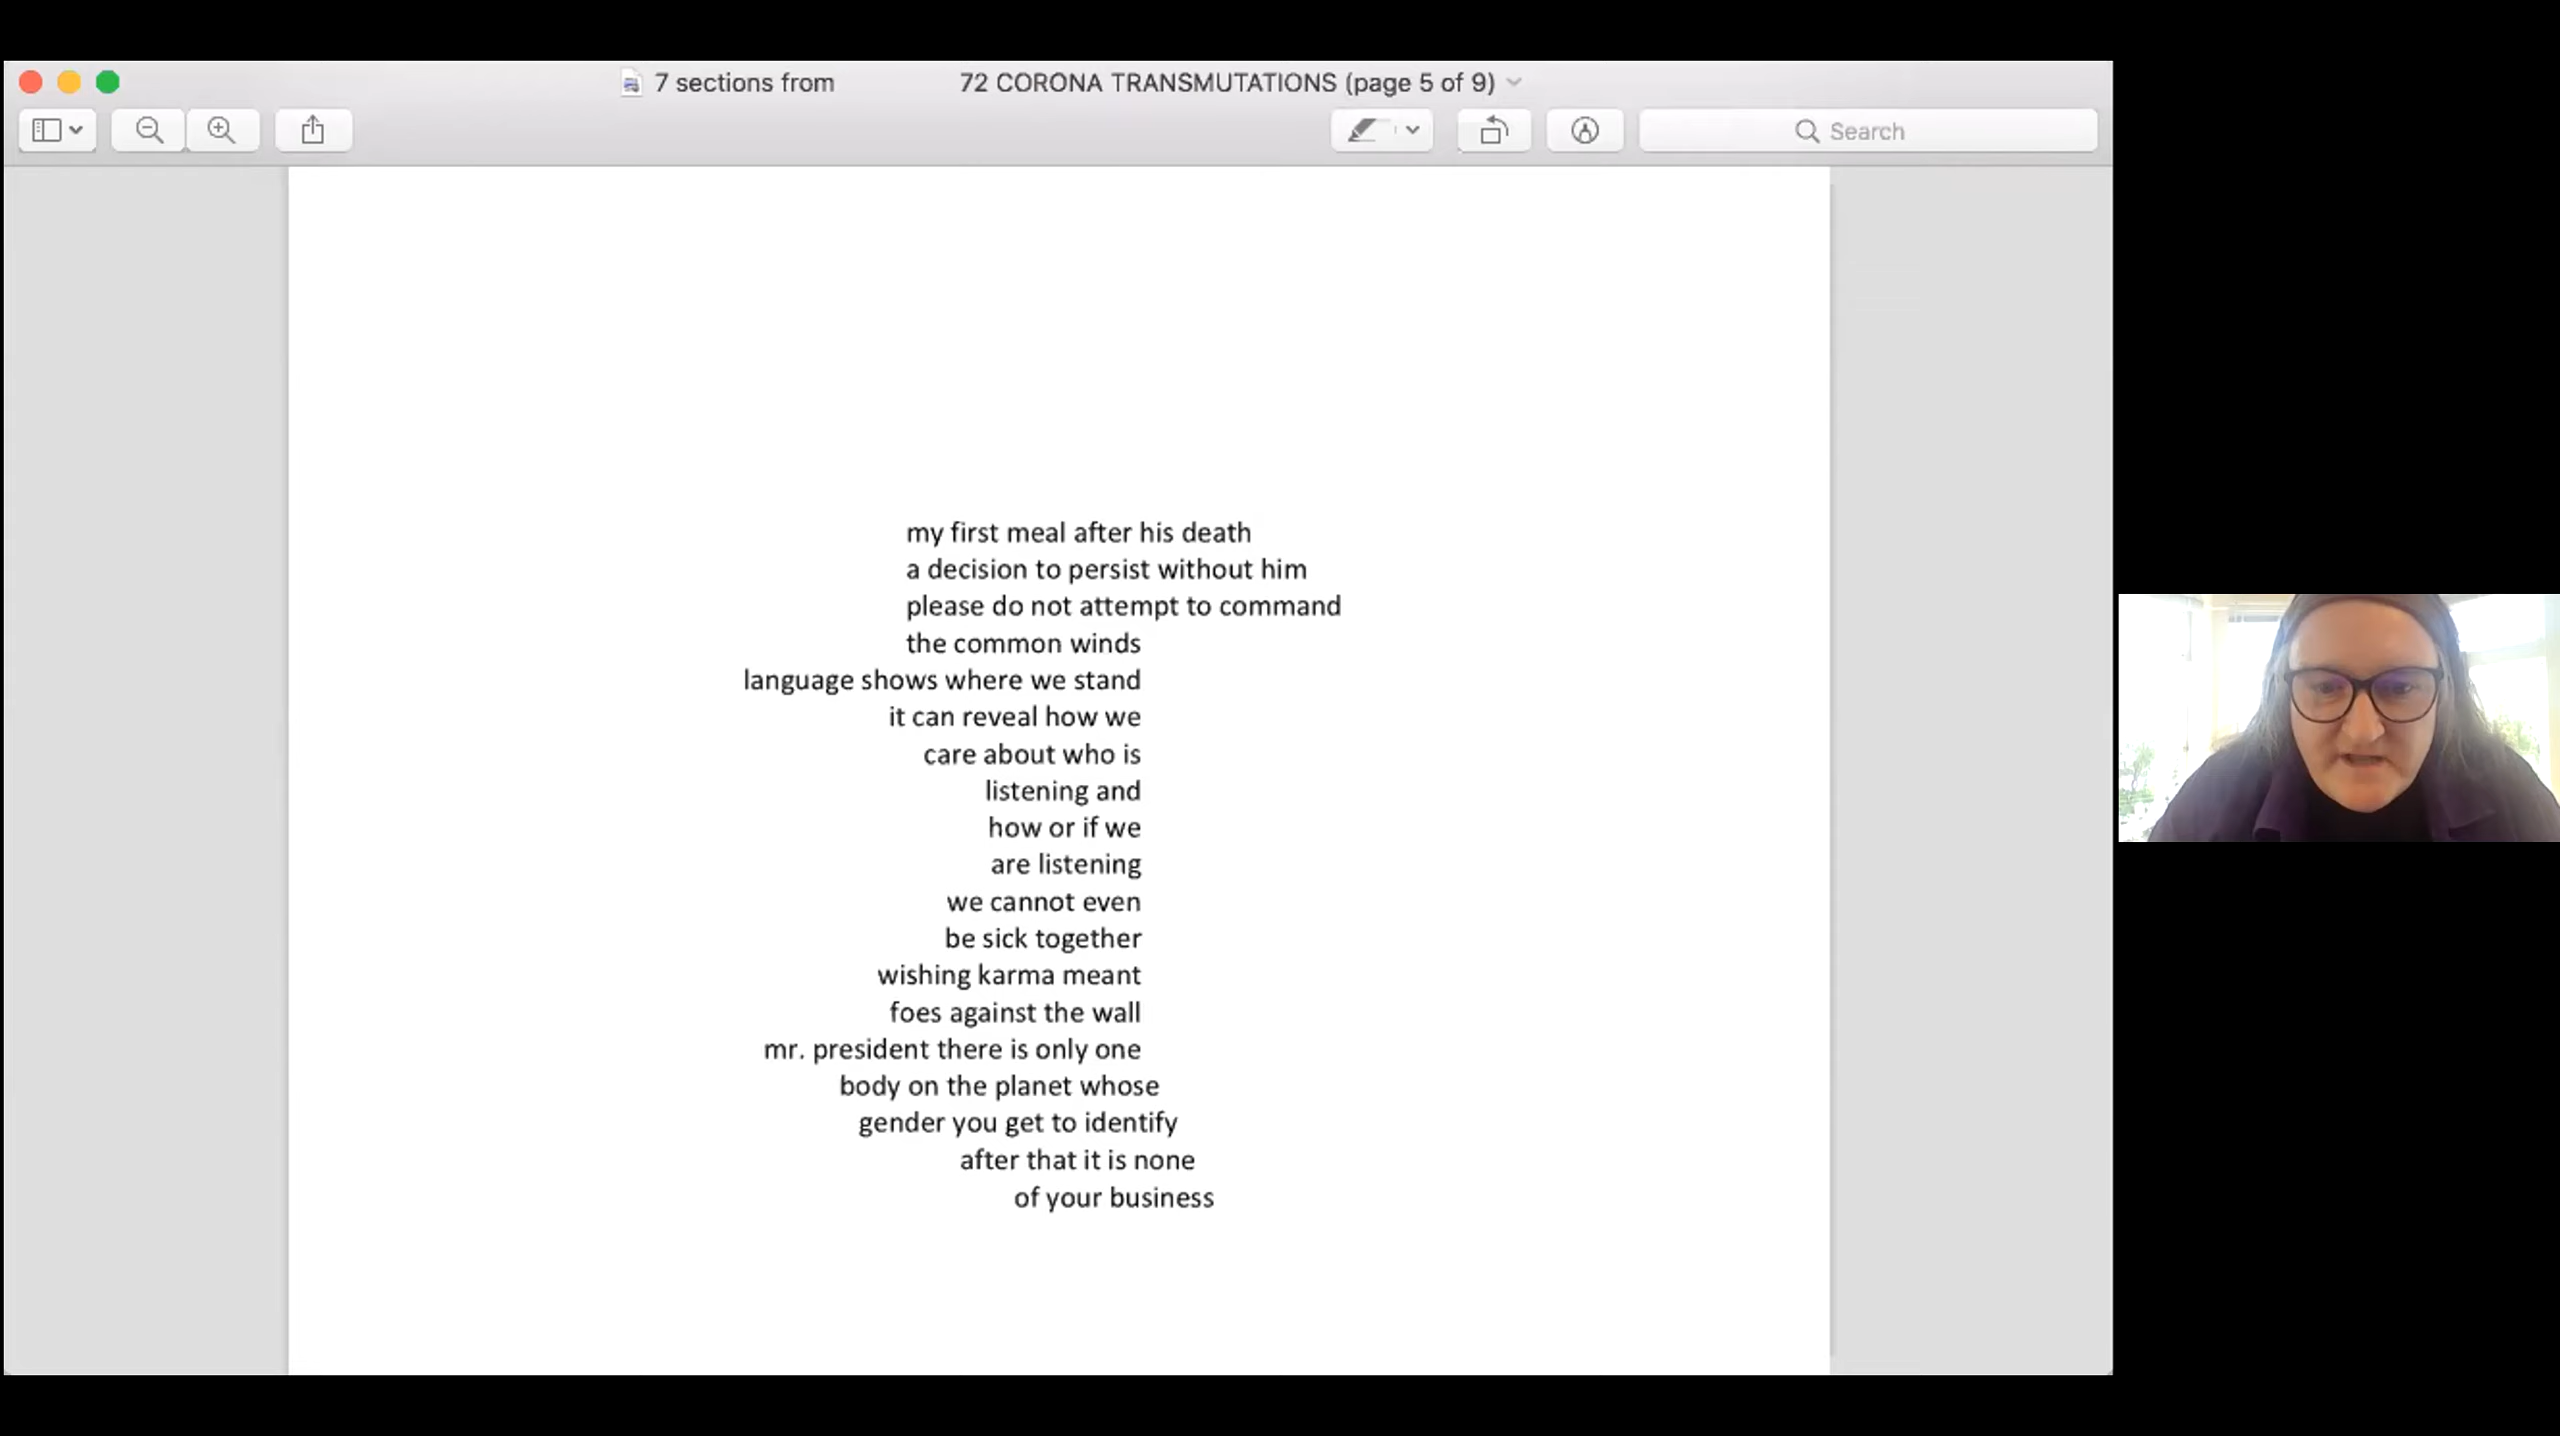 7 sections from 72 CORONA TRANSMUTATIONS (page 5 of 9)
Search
my first meal after his death
a decision to persist without him
please do not attempt to command
the common winds
language shows where we stand
it can reveal how we
care about who is
listening and
how or if we
are listening
we cannot even
be sick together
wishing karma meant
foes against the wall
mr. president there is only one
body on the planet whose
gender you get to identify
after that it is none
of your business